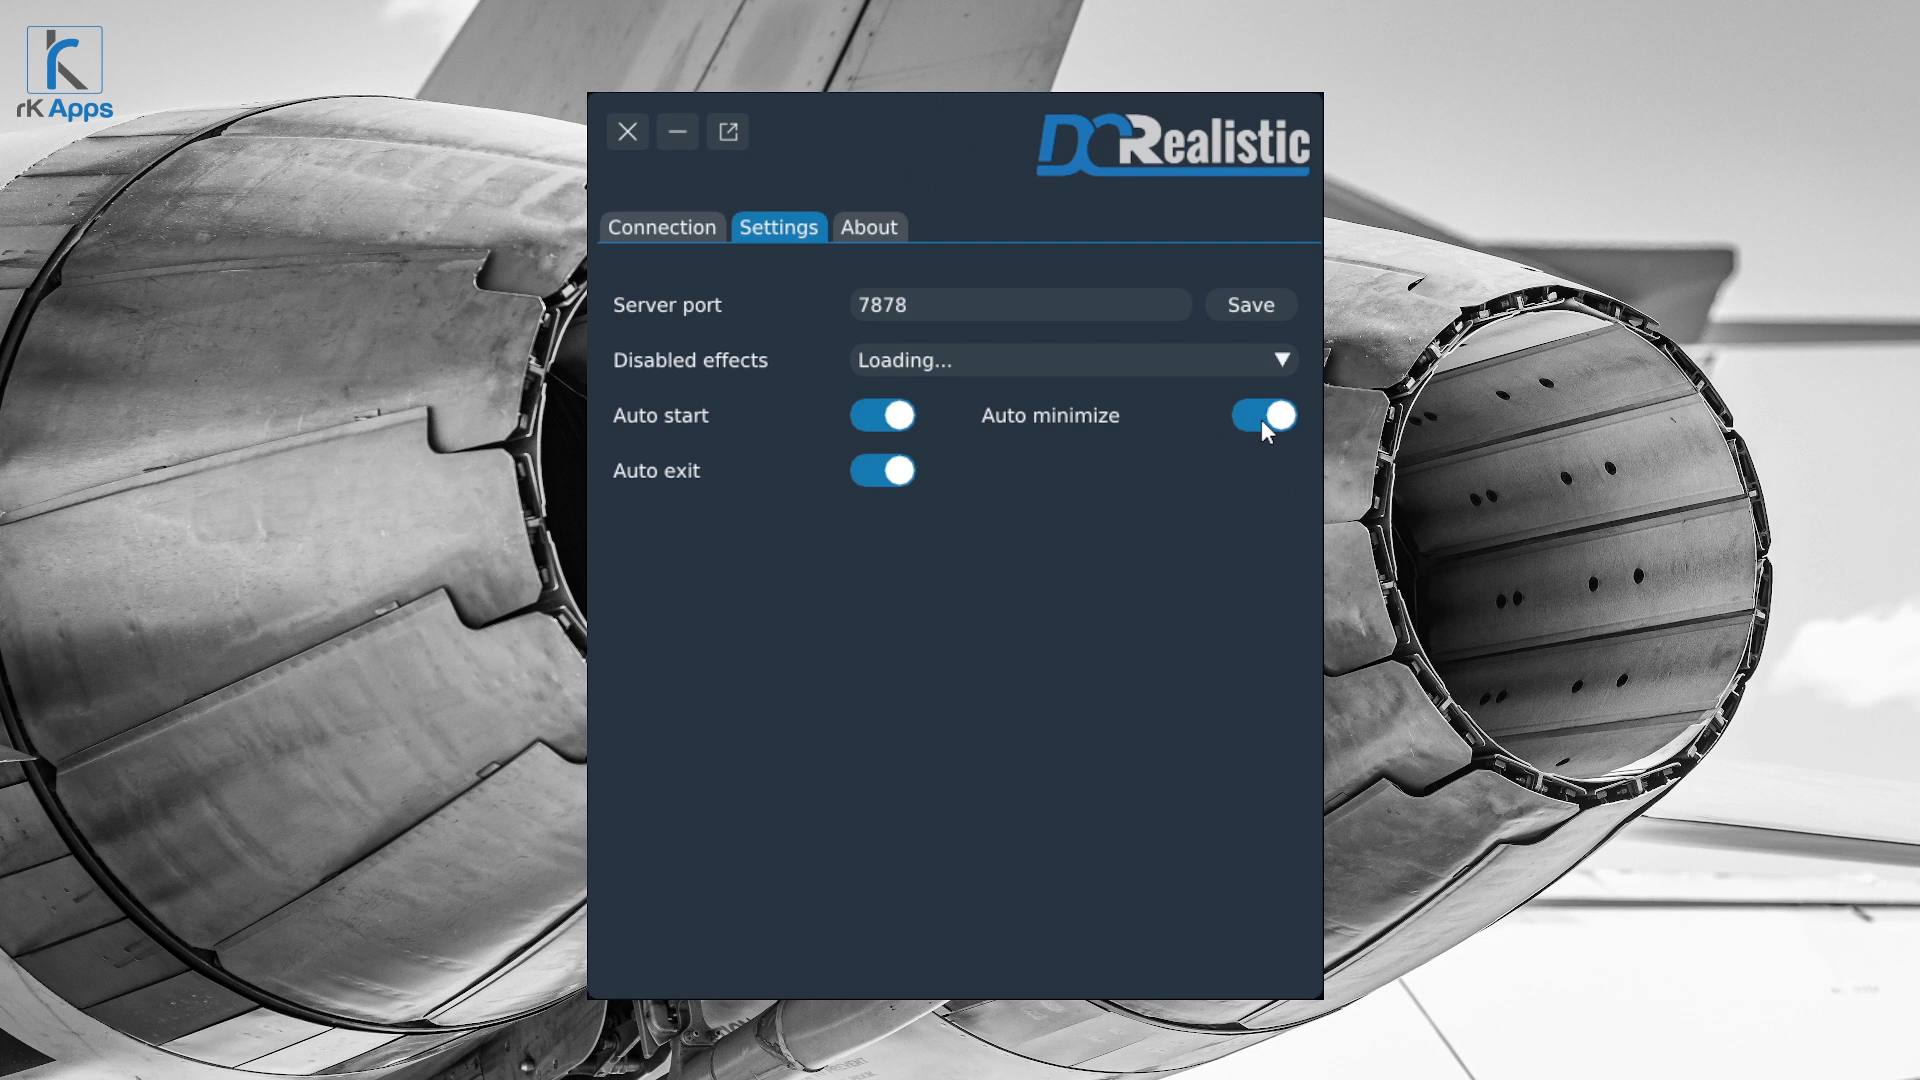 rK Apps
DCRealistic
Connection Settings About
Server port 7878 Save
Disabled effects Loading...
Auto start Auto minimize
Auto exit